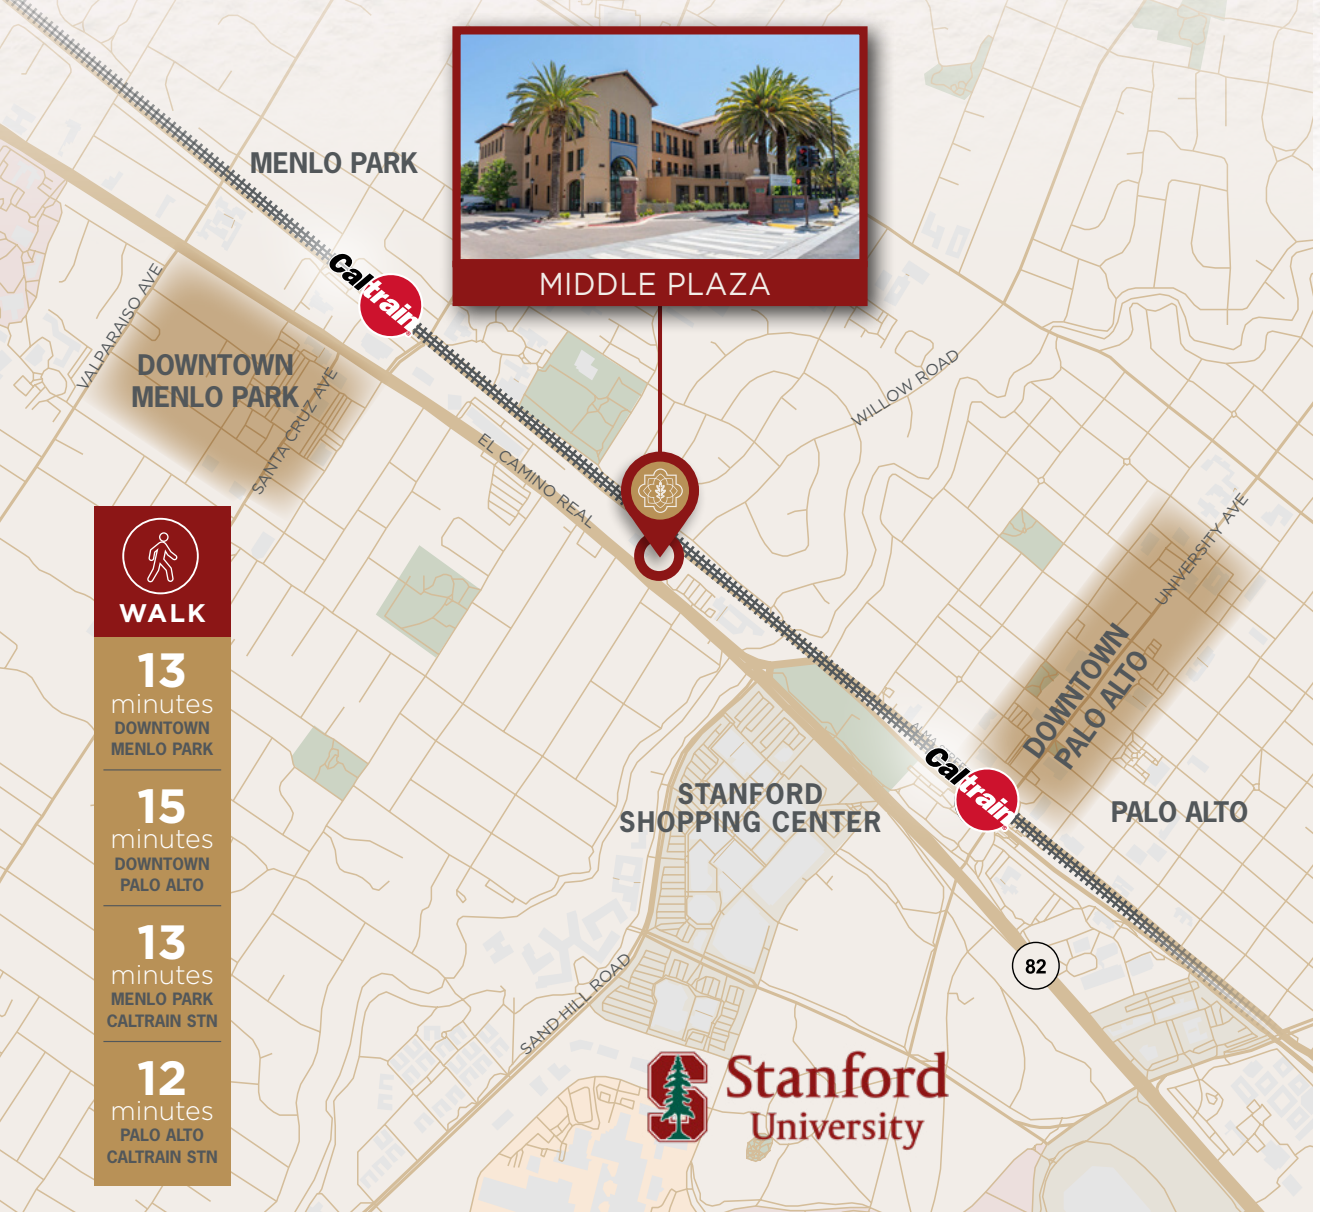 MENLO PARK
MIDDLE PLAZA
Caltrain
VALPARAISO AVE
DOWNTOWN
MENLO PARK
SANTA CRUZ AVE
WILLOW ROAD
EL CAMINO REAL
UNIVERSITY AVE
WALK
13
minutes
DOWNTOWN
MENLO PARK
15
minutes
DOWNTOWN
PALO ALTO
13
minutes
MENLO PARK
CALTRAIN STN
12
minutes
PALO ALTO
CALTRAIN STN
DOWNTOWN
PALO ALTO
Caltrain
STANFORD
SHOPPING CENTER
PALO ALTO
82
SAND HILL ROAD
Stanford
University